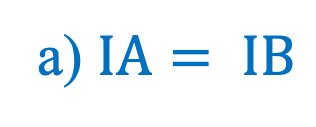 a) IA = IB